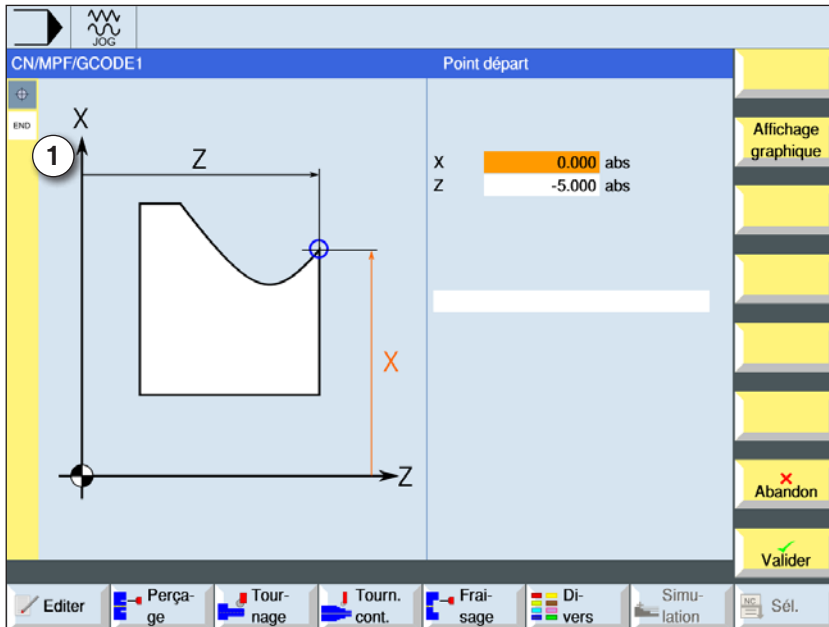 JOG
CN/MPF/GCODE1
Point départ
END
1
X
Z
X
Z
X 0.000 abs
Z -5.000 abs
Affichage
graphique
Abandon
Valider
Editer
Perça-
ge
Tour-
nage
Tourn.
cont.
Frai-
sage
Di-
vers
Simu-
lation
NC
Sél.